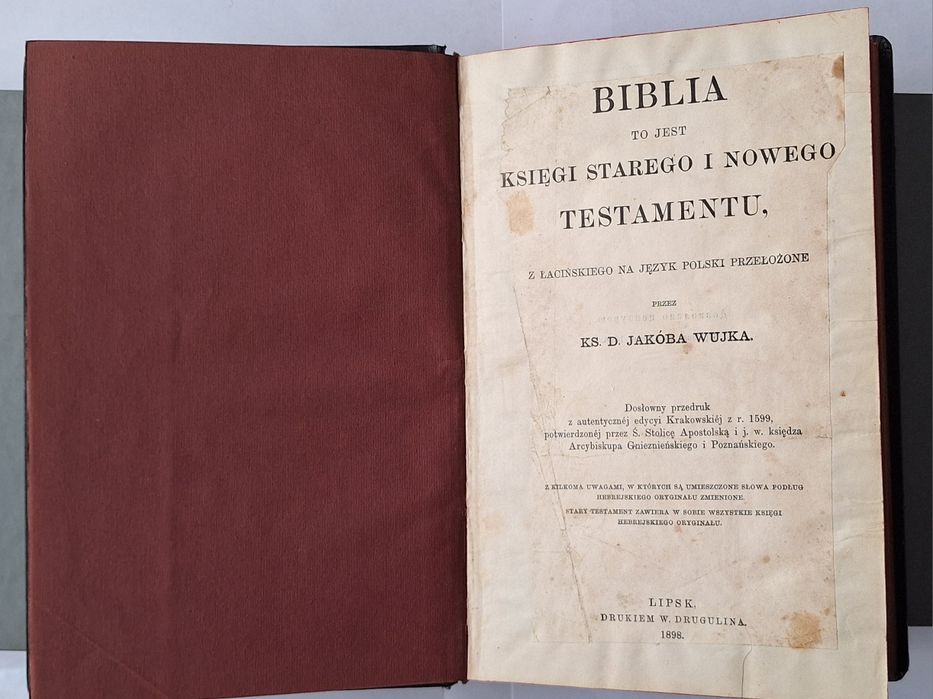 BIBLIA
TO JEST
KSIĘGI STAREGO I NOWEGO
TESTAMENTU,
Z ŁACIŃSKIEGO NA JĘZYK POLSKI PRZEŁOŻONE
PRZEZ
KS. D. JAKÓBA WUJKA.
Dosłowny przedruk
z autentycznéj edycyi Krakowskiéj z r. 1599,
potwierdzonéj przez Ś. Stolicę Apostolską i j. w. księdza
Arcybiskupa Gnieznieńskiego i Poznańskiego.
Z KILKOMA UWAGAMI, W KTÓRYCH SĄ UMIESZCZONE SŁOWA PODŁUG
HEBREJSKIEGO ORYGINAŁU ZMIENIONE.
STARY TESTAMENT ZAWIERA W SOBIE WSZYSTKIE KSIĘGI
HEBREJSKIEGO ORYGINAŁU.
LIPSK,
DRUKIEM W. DRUGULINA,
1898.